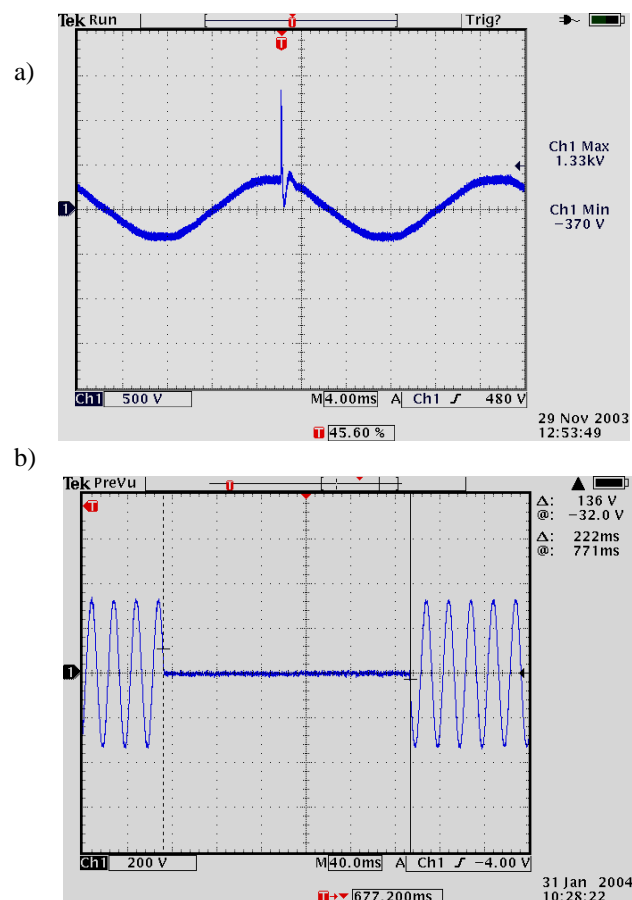 Tek Run
Trig?
T
T
a)
Ch1 Max
1.33kV
Ch1 Min
−370 V
1
Ch1 500 V M 4.00ms A Ch1 ∫ 480 V
29 Nov 2003
12:53:49
T 45.60 %
b)
Tek PreVu
T
T
Δ: 136 V
@: −32.0 V
Δ: 222ms
@: 771ms
1
Ch1 200 V M 40.0ms A Ch1 ∫ −4.00 V
31 Jan 2004
10:28:22
T→▼ 677.200ms